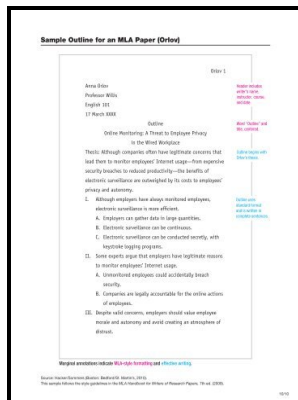 Sample Outline for an MLA Paper (Orlov)
Orlov 1
Anna Orlov
Professor Willis
English 101
17 March XXXX
Outline
Online Monitoring: A Threat to Employee Privacy
in the Wired Workplace
Thesis: Although companies often have legitimate concerns that
lead them to monitor employees' Internet usage—from expensive
security breaches to reduced productivity—the benefits of
electronic surveillance are outweighed by its costs to employees'
privacy and autonomy.
I. Although employers have always monitored employees,
electronic surveillance is more efficient.
A. Employers can gather data in large quantities.
B. Electronic surveillance can be continuous.
C. Electronic surveillance can be conducted secretly, with
keystroke logging programs.
II. Some experts argue that employers have legitimate reasons
to monitor employees' Internet usage.
A. Unmonitored employees could accidentally breach
security.
B. Companies are legally accountable for the online actions
of employees.
III. Despite valid concerns, employers should value employee
morale and autonomy and avoid creating an atmosphere of
distrust.
Marginal annotations indicate MLA-style formatting and effective writing.